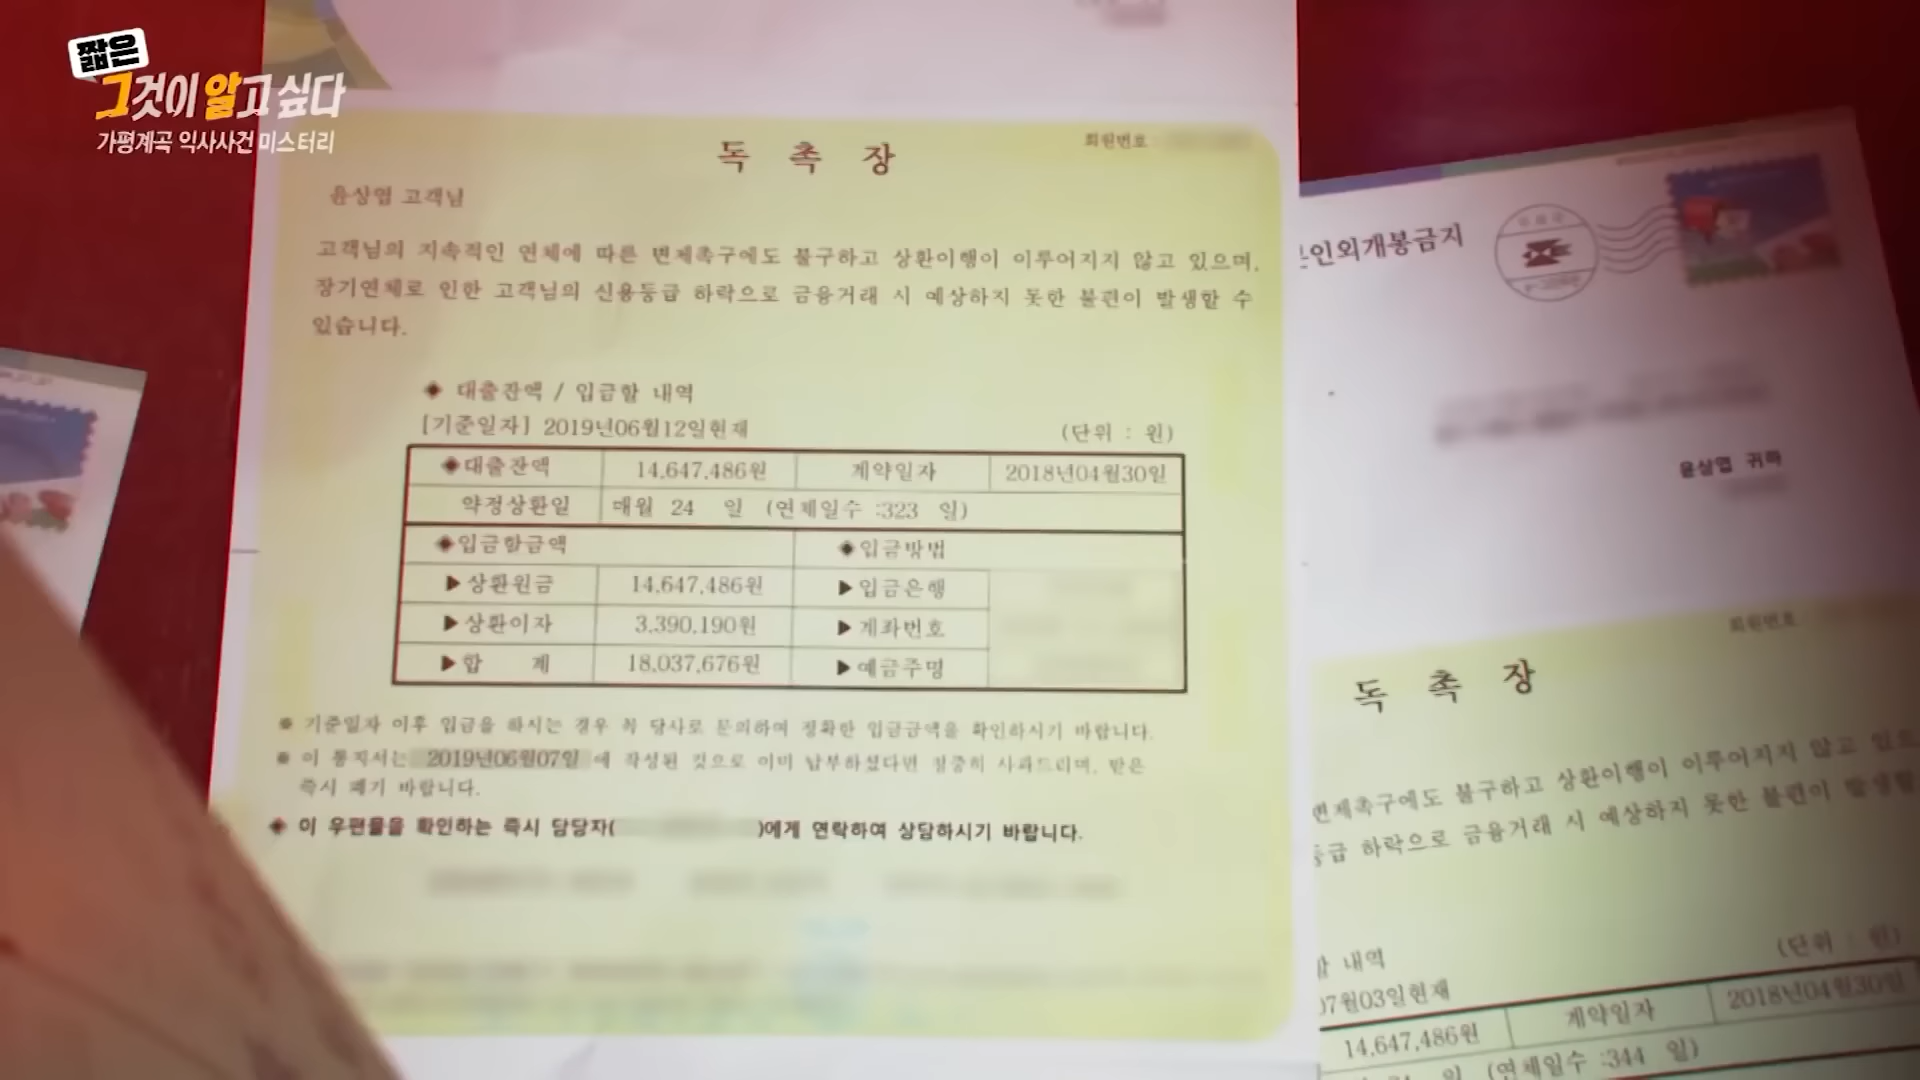 짧은
그것이 알고싶다
가평계곡 익사사건 미스터리
회원번호
독 촉 장
윤상엽 고객님
고객님의 지속적인 연체에 따른 변제촉구에도 불구하고 상환이행이 이루어지지 않고 있으며,
장기연체로 인한 고객님의 신용등급 하락으로 금융거래 시 예상하지 못한 불편이 발생할 수
있습니다.
◈ 대출잔액 / 입금할 내역
[기준일자] 2019년06월12일현재 (단위 : 원)
◈대출잔액 14,647,486원 계약일자 2018년04월30일
약정상환일 매월 24 일 (연체일수 :323 일)
◈입금할금액 ◈입금방법
▶상환원금 14,647,486원 ▶입금은행
▶상환이자 3,390,190원 ▶계좌번호
▶합 계 18,037,676원 ▶예금주명
※ 기준일자 이후 입금을 하시는 경우 꼭 당사로 문의하여 정확한 입금금액을 확인하시기 바랍니다.
※ 이 통지서는 2019년06월07일 에 작성된 것으로 이미 납부하셨다면 정중히 사과드리며, 받은
즉시 폐기 바랍니다.
◈ 이 우편물을 확인하는 즉시 담당자( )에게 연락하여 상담하시기 바랍니다.
인외개봉금지
윤상엽 귀하
회원번호
독 촉 장
변제촉구에도 불구하고 상환이행이 이루어지지 않고 있으
등급 하락으로 금융거래 시 예상하지 못한 불편이 발생할
할 내역
07월03일현재 (단위 : 원)
14,647,486원 계약일자 2018년04월30일
일 (연체일수 :344 일)